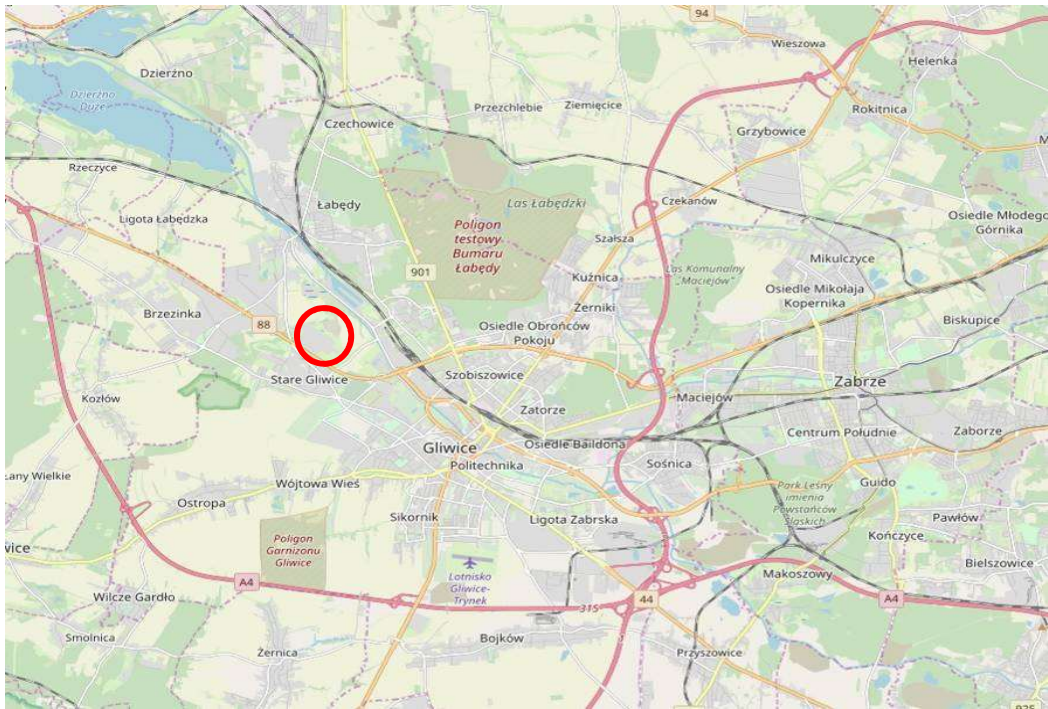 94
Wieszowa
Helenka
Dzierżno
Dzierżno
Duże
Przezchlebie
Ziemięcice
Rokitnica
Czechowice
Grzybowice
Rzeczyce
Łabędy
Las Łabędzki
Czekanów
Ligota Łabędzka
Poligon
testowy
Bumaru
Łabędy
Osiedle Młodego
Górnika
Szałsza
Mikulczyce
901
Kuźnica
Las Komunalny
„Maciejów"
Osiedle Mikołaja
Kopernika
Brzezinka
Żerniki
88
Osiedle Obrońców
Pokoju
Biskupice
Stare Gliwice
Szobiszowice
Zabrze
Kozłów
Maciejów
Zatorze
Centrum Południe
Zaborze
Gliwice
Osiedle Baildona
Politechnika
Sośnica
any Wielkie
Wójtowa Wieś
Guido
Ostropa
Park Leśny
imienia
Powstańców
Śląskich
Sikornik
Ligota Zabrska
Pawłów
Poligon
Garnizonu
Gliwice
Kończyce
wice
Bielszowice
Lotnisko
Gliwice-
Trynek
A4
Makoszowy
Wilcze Gardło
315
44
A4
Smolnica
Bojków
Żernica
Przyszowice
925